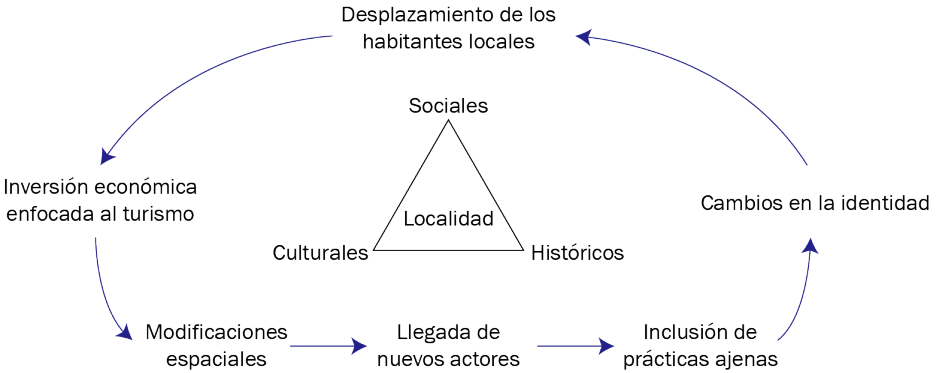 Desplazamiento de los
habitantes locales
Sociales
Inversión económica
enfocada al turismo
Localidad
Cambios en la identidad
Culturales
Históricos
Modificaciones
espaciales
Llegada de
nuevos actores
Inclusión de
prácticas ajenas